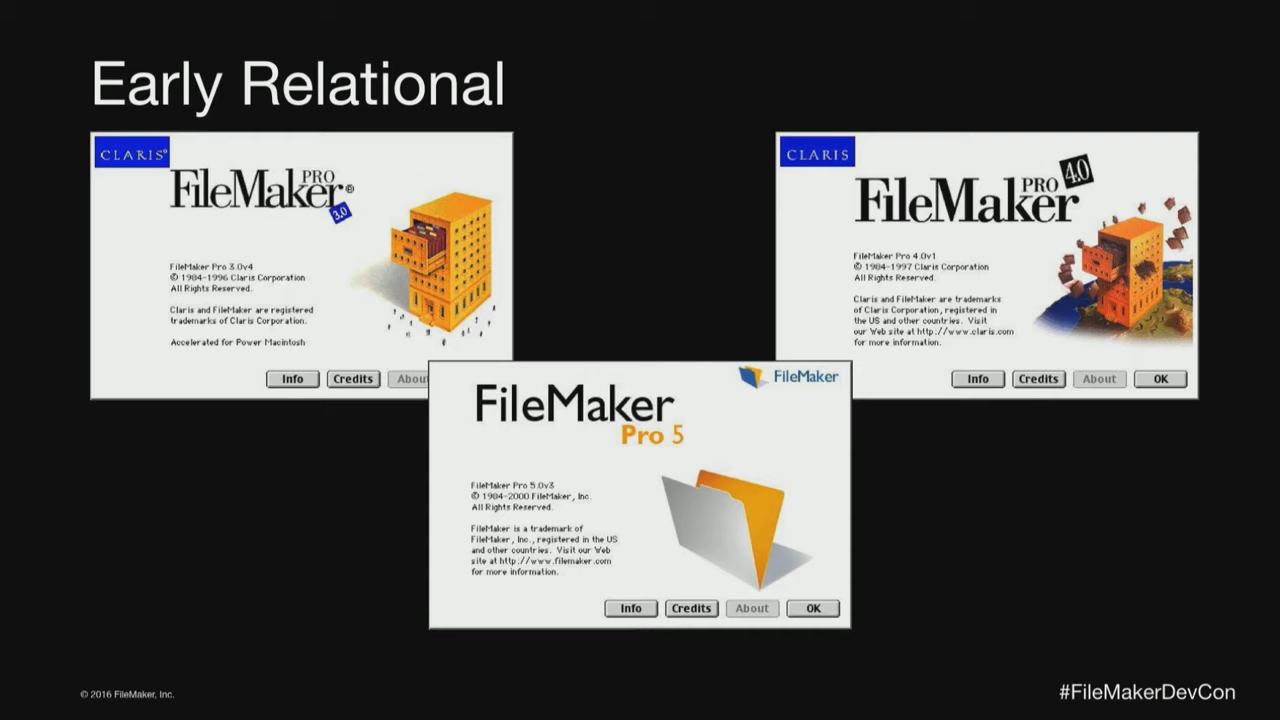 Early Relational
CLARIS®
FileMaker PRO ®
3.0
FileMaker Pro 3.0v4
© 1984-1996 Claris Corporation
All Rights Reserved.
Claris and FileMaker are registered
trademarks of Claris Corporation.
Accelerated for Power Macintosh
Info Credits Abou
CLARIS
FileMaker PRO 4.0
FileMaker Pro 4.0v1
© 1984-1997 Claris Corporation
All Rights Reserved.
Claris and FileMaker are trademarks
of Claris Corporation, registered in
the US and other countries. Visit
our Web site at http://www.claris.com
for more information.
Info Credits About OK
FileMaker
FileMaker
Pro 5
FileMaker Pro 5.0v3
© 1984-2000 FileMaker, Inc.
All Rights Reserved.
FileMaker is a trademark of
FileMaker, Inc., registered in the US
and other countries. Visit our Web
site at http://www.filemaker.com
for more information.
Info Credits About OK
© 2016 FileMaker, Inc.
#FileMakerDevCon